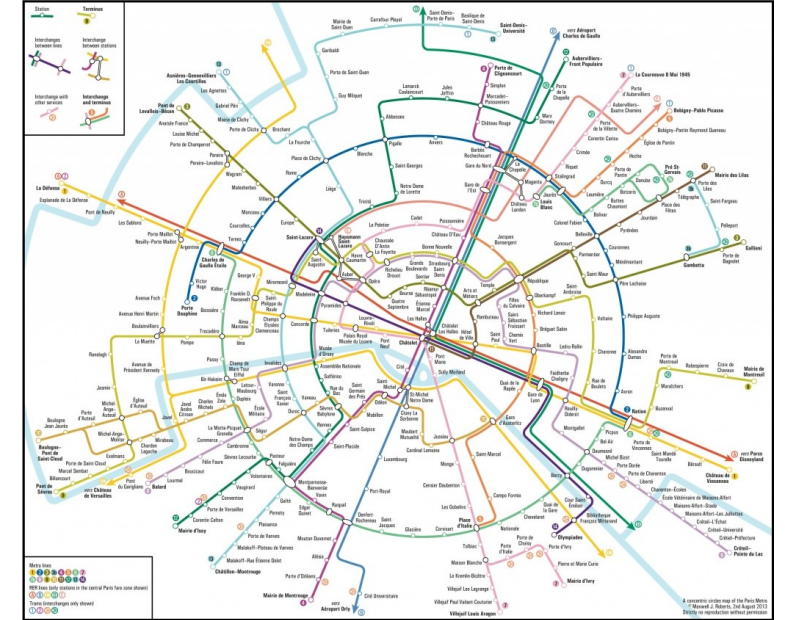 Station
Terminus
Interchanges
between lines
Interchange
between stations
Interchange with
other services
Interchange
and terminus
Mairie de
Saint-Ouen
Carrefour Pleyel
Saint-Denis-
Porte de Paris
Basilique de
Saint-Denis
Saint-Denis-
Université
vers Aéroport
Charles de Gaulle
Aubervilliers-
Front Populaire
La Courneuve 8 Mai 1945
Bobigny-Pablo Picasso
Bobigny-Pantin Raymond Queneau
Église de Pantin
Hoche
Garibaldi
Porte de Saint-Ouen
Guy Môquet
Asnières-Gennevilliers
Les Courtilles
Les Agnettes
Gabriel Péri
Mairie de Clichy
Porte de Clichy
Brochant
La Fourche
Place de Clichy
Pont de
Levallois-Bécon
Anatole France
Louise Michel
Porte de Champerret
Pereire
Wagram
Malesherbes
Villiers
Monceau
Courcelles
Ternes
Rome
Europe
Liège
Saint-Lazare
Porte de
Clignancourt
Simplon
Marcadet-
Poissonniers
Château Rouge
Lamarck
Caulaincourt
Jules
Joffrin
Abbesses
Pigalle
Blanche
Anvers
Barbès
Rochechouart
Marx
Dormoy
Porte
de la
Chapelle
La
Chapelle
Gare du Nord
Gare de
l'Est
Magenta
Château
Landon
Louis
Blanc
Stalingrad
Riquet
Crimée
Corentin Cariou
Porte
de la Villette
Aubervilliers-
Quatre Chemins
Porte
d'Aubervilliers
Jaurès
Laumière
Ourcq
Porte de
Pantin
Bolivar
Buttes
Chaumont
Botzaris
Danube
Pré St-
Gervais
Place des
Fêtes
Télégraphe
Porte des
Lilas
Mairie des Lilas
Saint-Fargeau
Pelleport
Gambetta
Porte de
Bagnolet
Gallieni
Jourdain
Pyrénées
Belleville
Colonel Fabien
Couronnes
Ménilmontant
Père Lachaise
Philippe Auguste
Alexandre
Dumas
Avron
Nation
La Défense
Esplanade de La Défense
Pont de Neuilly
Les Sablons
Porte Maillot
Neuilly-Porte Maillot
Argentine
Charles de
Gaulle Étoile
Victor
Hugo
Porte
Dauphine
Kléber
Boissière
Trocadéro
Passy
George V
Franklin D.
Roosevelt
Alma
Marceau
Iéna
Saint-
Philippe
du Roule
Miromesnil
Saint
Augustin
Champs
Elysées
Clemenceau
Concorde
Madeleine
Tuileries
Pyramides
Opéra
Auber
Havre
Caumartin
Haussmann
Saint-
Lazare
Trinité
Saint Georges
Notre Dame
de Lorette
Le Peletier
Cadet
Poissonnière
Château D'Eau
Jacques
Bonsergent
Chaussée
D'Antin
La Fayette
Richelieu
Drouot
Grands
Boulevards
Bonne Nouvelle
Strasbourg
Saint-Denis
Quatre
Septembre
Bourse
Sentier
Réaumur
Sébastopol
Étienne
Marcel
Arts et
Métiers
Temple
République
Oberkampf
Goncourt
Parmentier
Saint Maur
Rambuteau
Filles
du Calvaire
Saint
Sébastien
Froissart
Chemin
Vert
Saint
Ambroise
Richard Lenoir
Bréguet Sabin
Voltaire
Charonne
Bastille
Ledru-Rollin
Faidherbe
Chaligny
Rue de
Boulets
Les Halles
Châtelet
Les Halles
Châtelet
Hôtel
de Ville
Louvre-
Rivoli
Palais Royal
Musée du Louvre
Pont
Neuf
Pont
Marie
Sully Morland
Quai de la
Rapée
Gare de
Lyon
Reuilly
Diderot
Montgallet
Daumesnil
Dugommier
Bercy
Cour Saint-
Émilion
Bibliothèque
François Mitterrand
Olympiades
Picpus
Bel-Air
Michel Bizot
Porte Dorée
Porte de Charenton
Liberté
Charenton-Écoles
École Vétérinaire de Maisons-Alfort
Maisons-Alfort-Stade
Maisons-Alfort-Les Juilliottes
Créteil-L'Échat
Créteil-Université
Créteil-Préfecture
Créteil-
Pointe du Lac
Porte de
Vincennes
Saint Mandé
Tourelle
Bérault
Château de
Vincennes
vers Parcs
Disneyland
Porte de
Montreuil
Maraîchers
Buzenval
Robespierre
Croix de
Chavaux
Mairie de
Montreuil
Avenue Foch
Avenue Henri Martin
Boulainvilliers
La Muette
Ranelagh
Jasmin
Pompe
Avenue de
Président Kennedy
Champ de
Mars Tour
Eiffel
Bir-Hakeim
Dupleix
La Motte-Picquet
Grenelle
École
Militaire
Latour-
Maubourg
Invalides
Varenne
Saint
François
Xavier
Duroc
Ségur
Cambronne
Sèvres Lecourbe
Musée
d'Orsay
Assemblée Nationale
Solférino
Rue du
Bac
Sèvres
Babylone
Vaneau
Rennes
Saint
Germain
des Prés
Mabillon
Saint
Odéon
Saint-Sulpice
Saint-Placide
Notre-Dame
des-Champs
Cité
St-Michel
Notre Dame
Cluny La
Sorbonne
Maubert
Mutualité
Cardinal Lemoine
Jussieu
Monge
Censier Daubenton
Les Gobelins
Place
d'Italie
Gare
d'Austerlitz
Saint Marcel
Campo Formio
Nationale
Chevaleret
Quai de
la Gare
Luxembourg
Port-Royal
Denfert-
Rochereau
Saint
Jacques
Glacière
Corvisart
Montparnasse-
Bienvenüe
Vavin
Raspail
Edgar
Quinet
Gaîté
Pasteur
Falguière
Volontaires
Vaugirard
Convention
Porte de Versailles
Corentin Celton
Mairie d'Issy
Pernety
Plaisance
Porte de Vanves
Malakoff-Plateau de Vanves
Malakoff-Rue Étienne Dolet
Châtillon-Montrouge
Mouton Duvernet
Alésia
Porte d'Orléans
Mairie de Montrouge
Cité Universitaire
vers
Aéroport Orly
Tolbiac
Maison Blanche
Le Kremlin-Bicêtre
Villejuif Léo Lagrange
Villejuif Paul Vaillant Couturier
Villejuif Louis Aragon
Porte
d'Italie
Porte de
Choisy
Porte d'Ivry
Pierre et Marie Curie
Mairie d'Ivry
Boulogne
Jean Jaurès
Boulogne-
Pont de
Saint-Cloud
Porte
d'Auteuil
Michel-
Ange-
Auteuil
Église
d'Auteuil
Michel-Ange-
Molitor
Chardon
Lagache
Exelmans
Porte de Saint-Cloud
Marcel Sembat
Billancourt
Pont de
Sèvres
Mirabeau
Javel
Javel
André
Citroën
Charles
Michels
Émile
Zola
Commerce
Félix Faure
Boucicaut
Lourmel
Balard
Pont
du Garigliano
vers Château
de Versailles
Metro lines
RER lines (only stations in the central Paris fare zone shown)
Trams (interchanges only shown)
A concentric circles map of the Paris Metro
© Maxwell J. Roberts, 2nd August 2013
Strictly no reproduction without permission